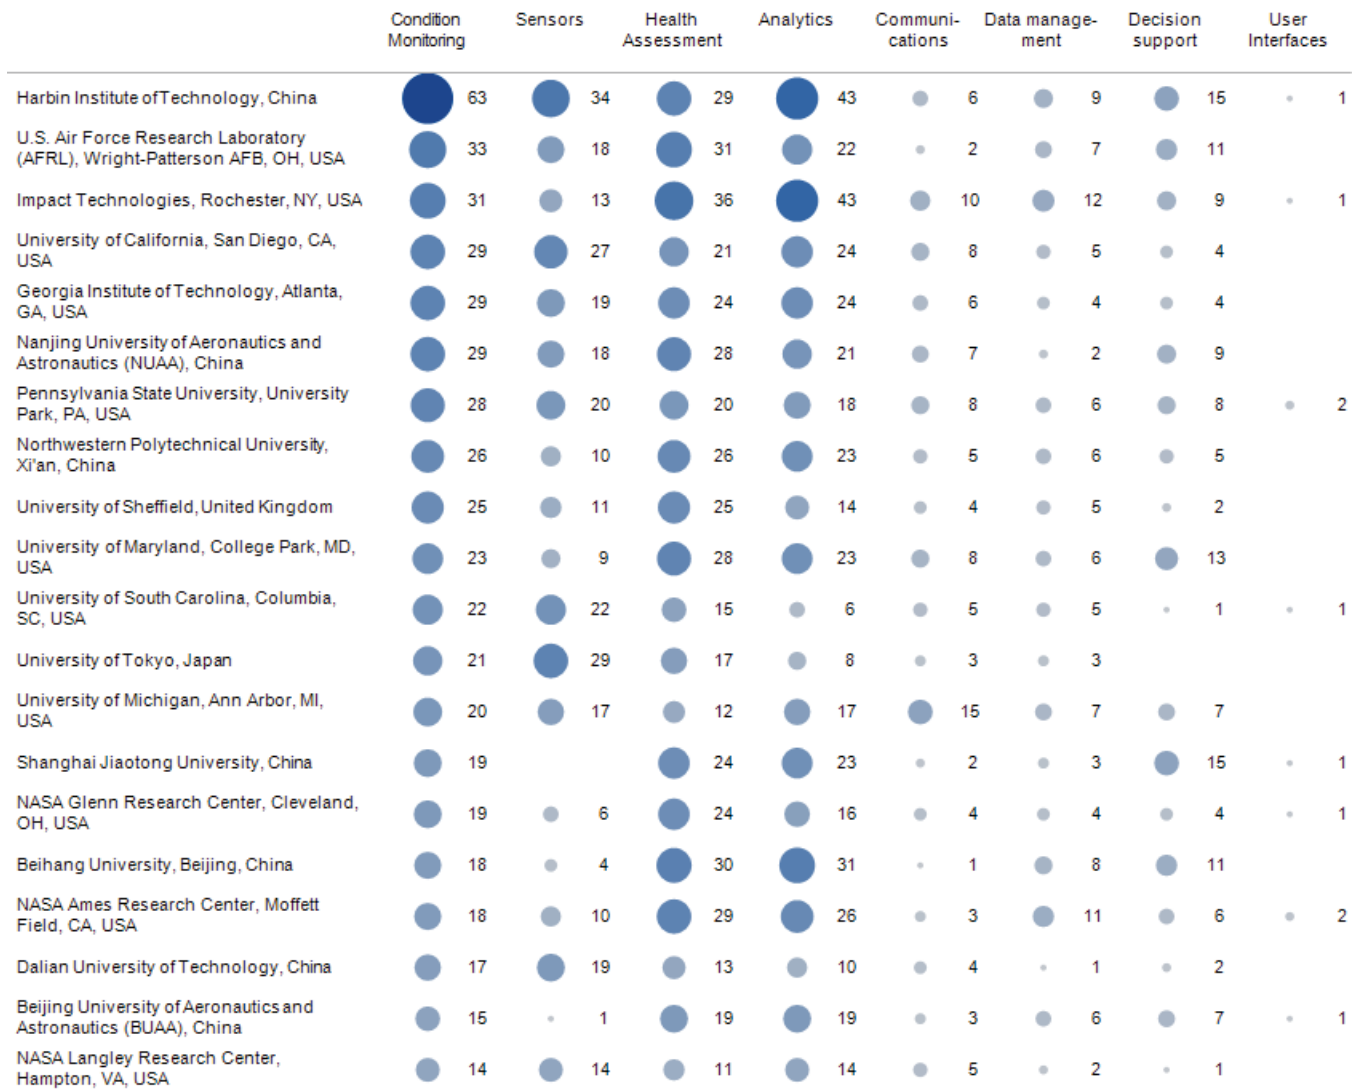 Condition Monitoring Sensors Health Assessment Analytics Communi-cations Data manage-ment Decision support User Interfaces
Harbin Institute of Technology, China 63 34 29 43 6 9 15 1
U.S. Air Force Research Laboratory
(AFRL), Wright-Patterson AFB, OH, USA 33 18 31 22 2 7 11
Impact Technologies, Rochester, NY, USA 31 13 36 43 10 12 9 1
University of California, San Diego, CA,
USA 29 27 21 24 8 5 4
Georgia Institute of Technology, Atlanta,
GA, USA 29 19 24 24 6 4 4
Nanjing University of Aeronautics and
Astronautics (NUAA), China 29 18 28 21 7 2 9
Pennsylvania State University, University
Park, PA, USA 28 20 20 18 8 6 8 2
Northwestern Polytechnical University,
Xi'an, China 26 10 26 23 5 6 5
University of Sheffield, United Kingdom 25 11 25 14 4 5 2
University of Maryland, College Park, MD,
USA 23 9 28 23 8 6 13
University of South Carolina, Columbia,
SC, USA 22 22 15 6 5 5 1 1
University of Tokyo, Japan 21 29 17 8 3 3
University of Michigan, Ann Arbor, MI,
USA 20 17 12 17 15 7 7
Shanghai Jiaotong University, China 19 24 23 2 3 15 1
NASA Glenn Research Center, Cleveland,
OH, USA 19 6 24 16 4 4 4 1
Beihang University, Beijing, China 18 4 30 31 1 8 11
NASA Ames Research Center, Moffett
Field, CA, USA 18 10 29 26 3 11 6 2
Dalian University of Technology, China 17 19 13 10 4 1 2
Beijing University of Aeronautics and
Astronautics (BUAA), China 15 1 19 19 3 6 7 1
NASA Langley Research Center,
Hampton, VA, USA 14 14 11 14 5 2 1